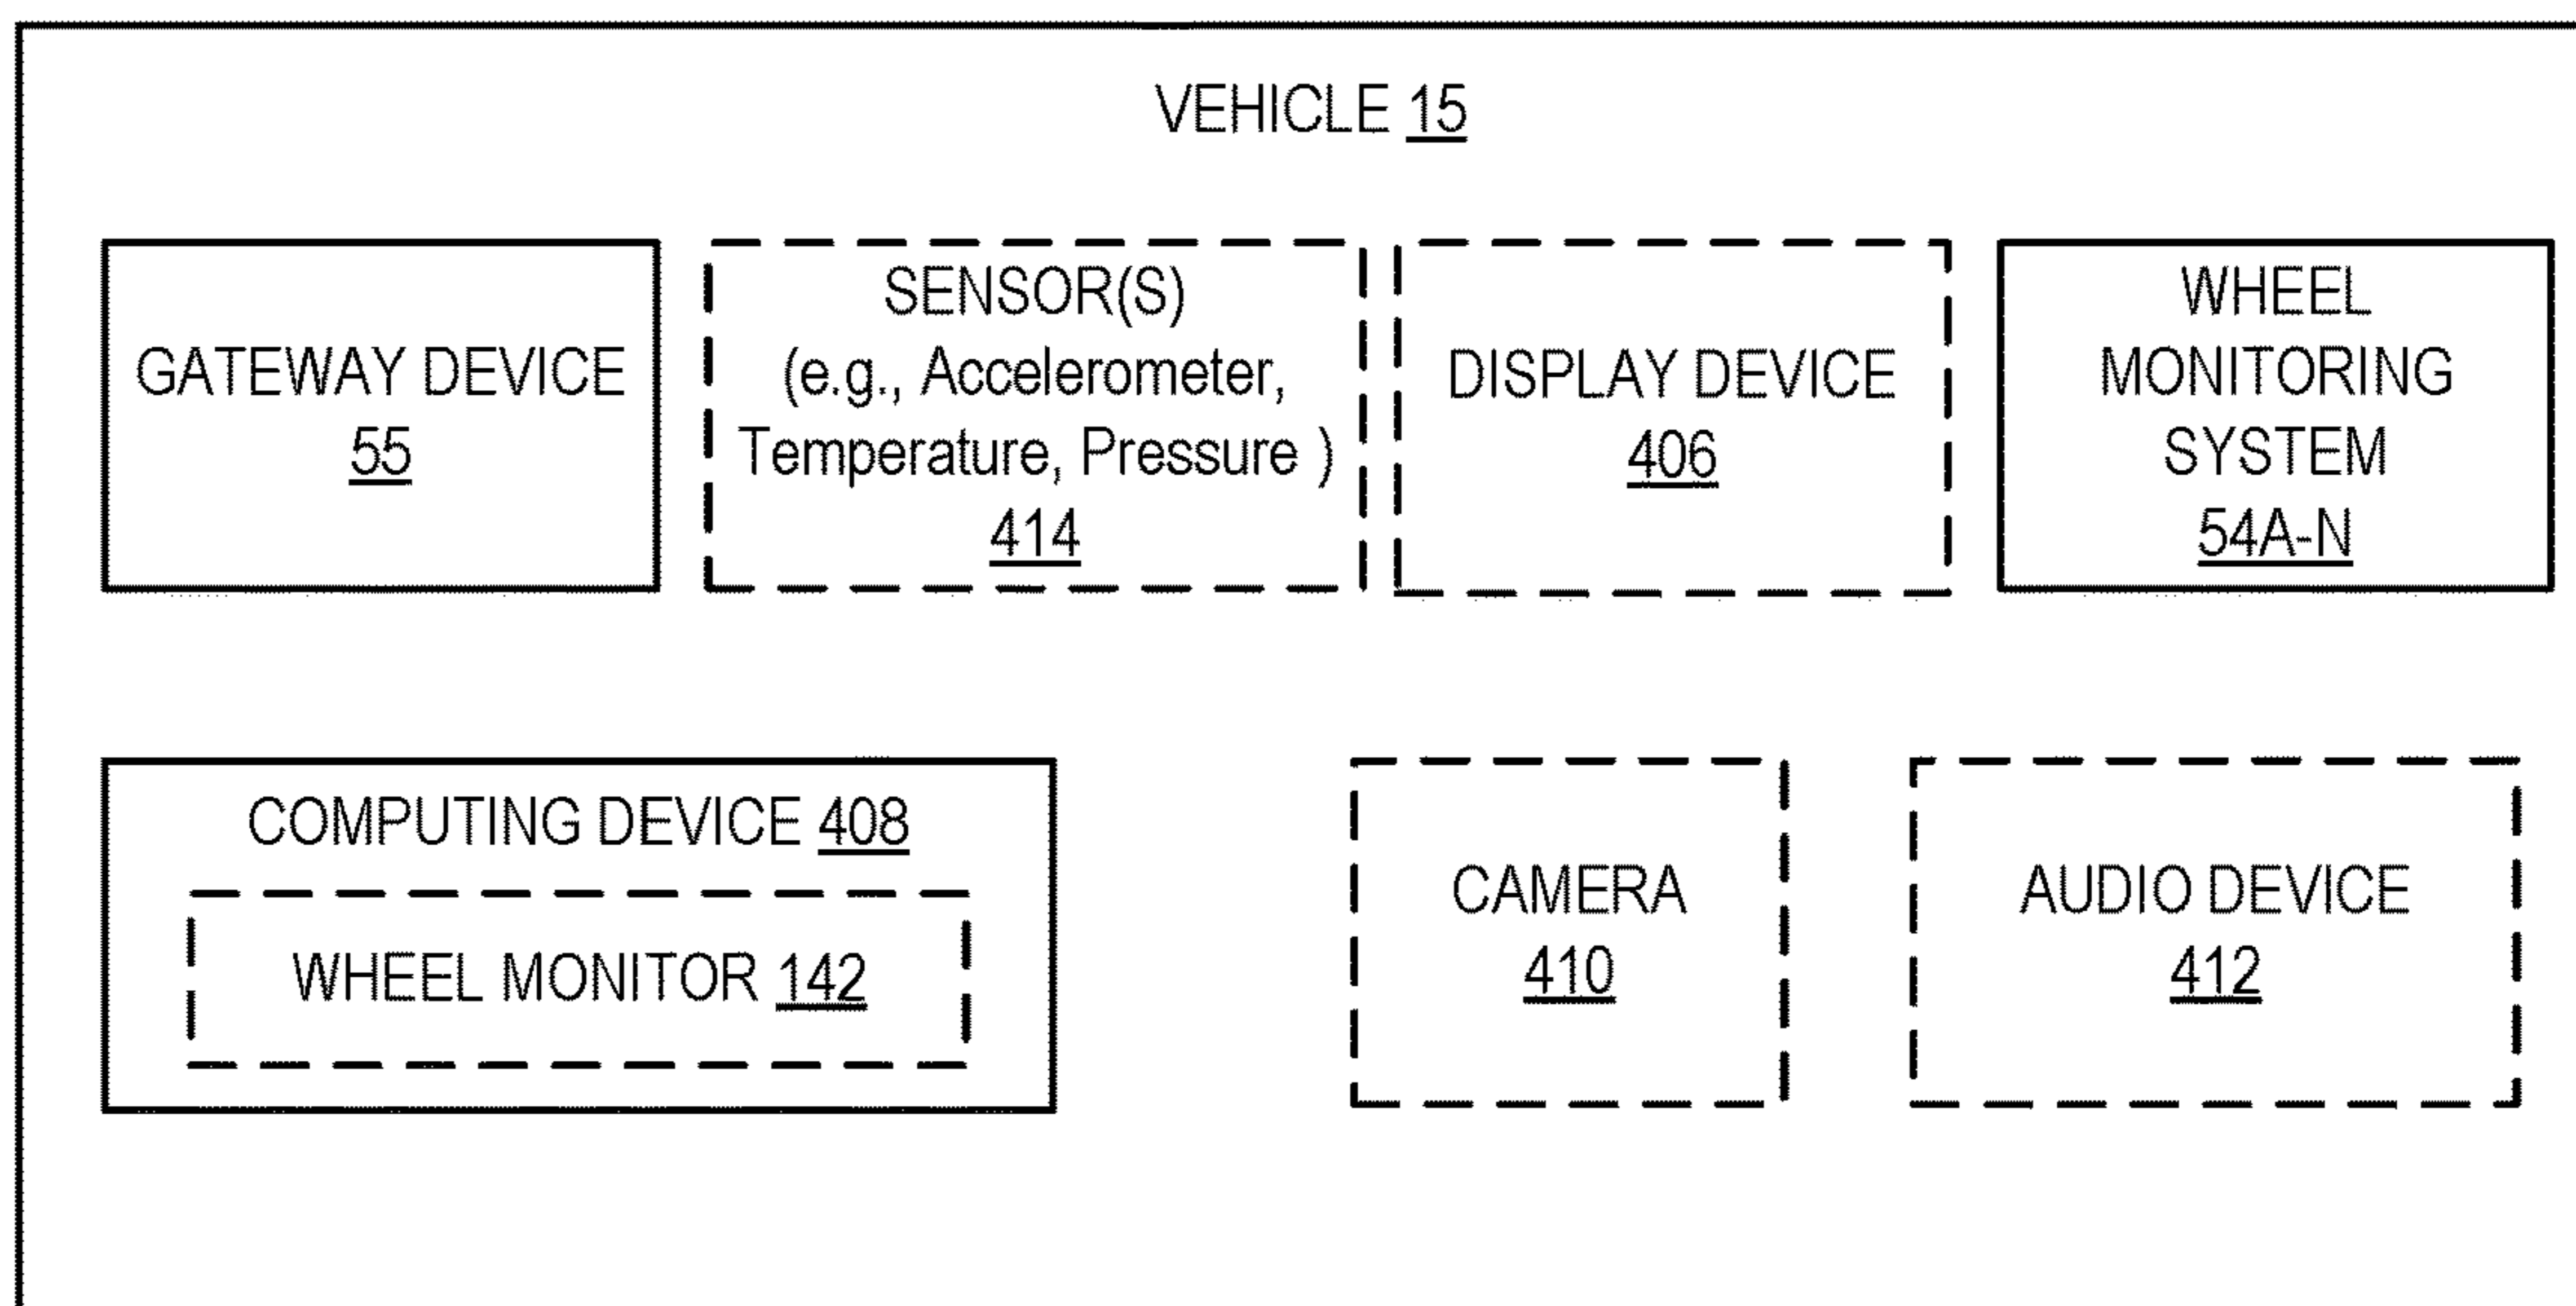 VEHICLE 15
GATEWAY DEVICE
55
SENSOR(S)
(e.g., Accelerometer,
Temperature, Pressure )
414
DISPLAY DEVICE
406
WHEEL
MONITORING
SYSTEM
54A-N
COMPUTING DEVICE 408
WHEEL MONITOR 142
CAMERA
410
AUDIO DEVICE
412